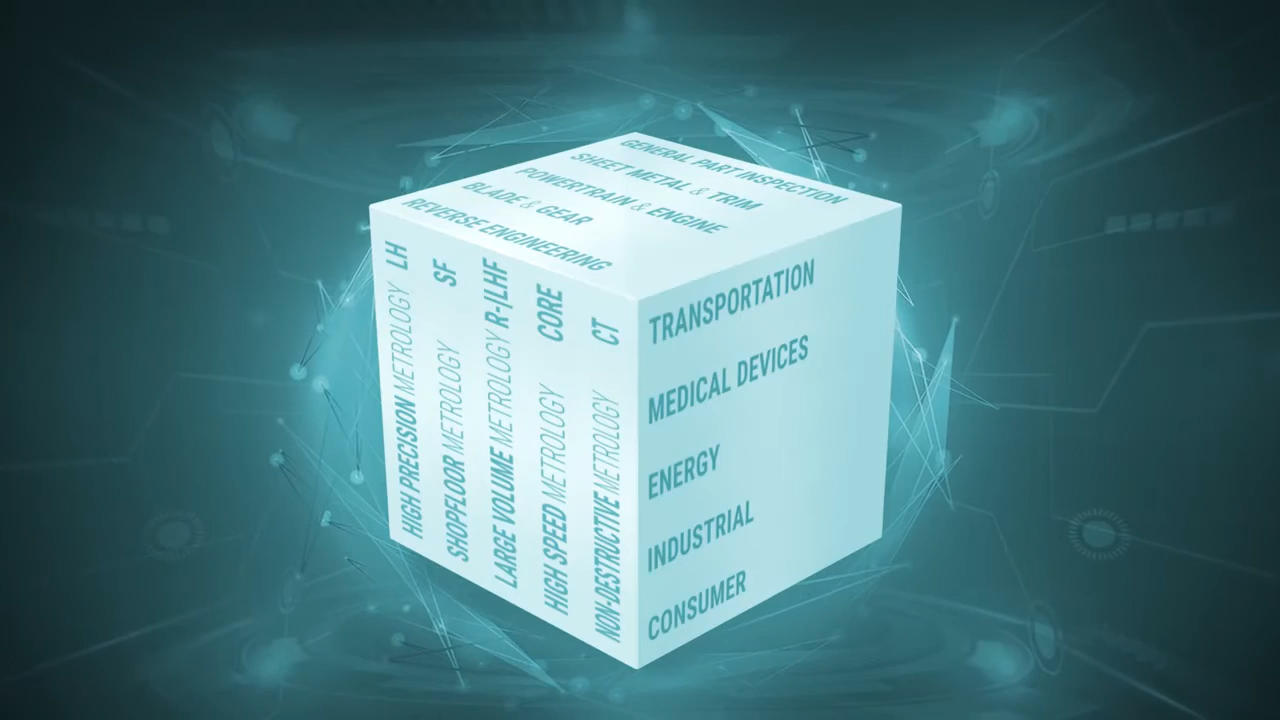 GENERAL PART INSPECTION
SHEET METAL & TRIM
POWERTRAIN & ENGINE
BLADE & GEAR
REVERSE ENGINEERING
HIGH PRECISION METROLOGY LH
SHOPFLOOR METROLOGY SF
LARGE VOLUME METROLOGY R-|LHF
HIGH SPEED METROLOGY CORE
NON-DESTRUCTIVE METROLOGY CT
TRANSPORTATION
MEDICAL DEVICES
ENERGY
INDUSTRIAL
CONSUMER